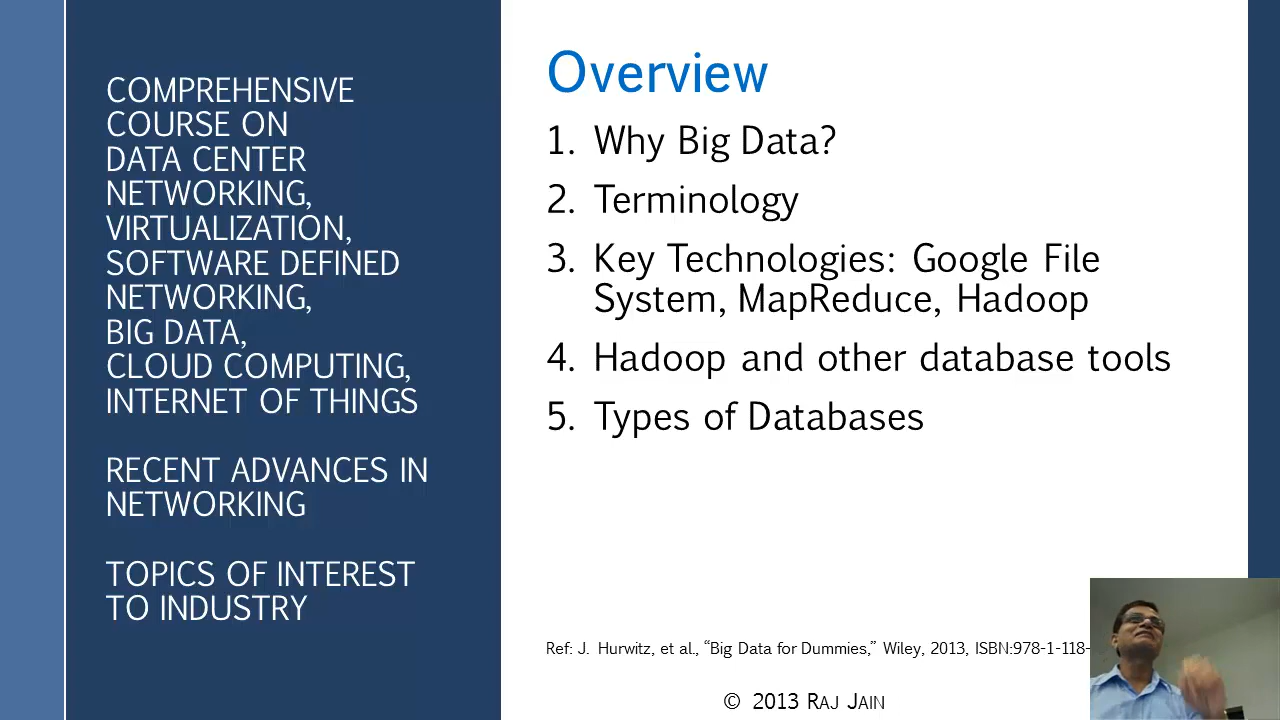 COMPREHENSIVE
COURSE ON
DATA CENTER
NETWORKING,
VIRTUALIZATION,
SOFTWARE DEFINED
NETWORKING,
BIG DATA,
CLOUD COMPUTING,
INTERNET OF THINGS
RECENT ADVANCES IN
NETWORKING
TOPICS OF INTEREST
TO INDUSTRY
Overview
1. Why Big Data?
2. Terminology
3. Key Technologies: Google File
System, MapReduce, Hadoop
4. Hadoop and other database tools
5. Types of Databases
Ref: J. Hurwitz, et al., “Big Data for Dummies,” Wiley, 2013, ISBN:978-1-118-
© 2013 RAJ JAIN